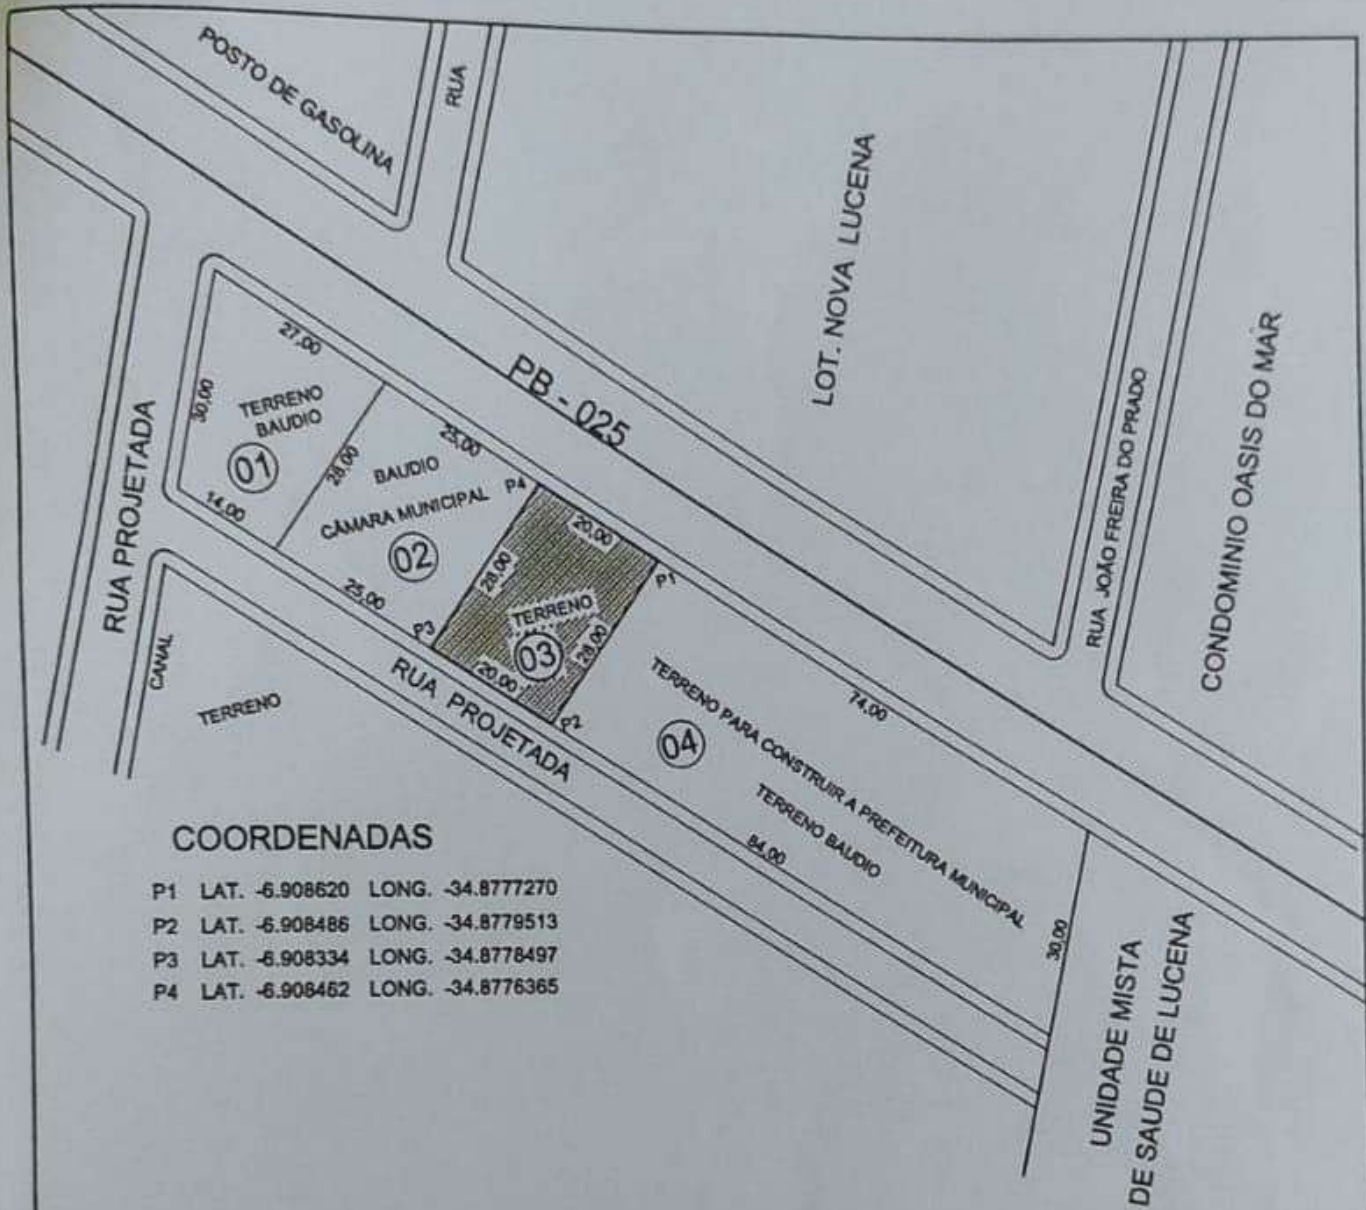 POSTO DE GASOLINA
RUA
LOT. NOVA LUCENA
PB - 025
RUA JOÃO FREIRA DO PRADO
CONDOMINIO OASIS DO MAR
RUA PROJETADA
27,00
30,00
TERRENO
BAUDIO
01
28,00
14,00
25,00
BAUDIO
CÂMARA MUNICIPAL
02
25,00
P4
20,00
P1
28,00
TERRENO
03
28,00
P3
20,00
P2
RUA PROJETADA
CANAL
TERRENO
74,00
TERRENO PARA CONSTRUIR A PREFEITURA MUNICIPAL
04
TERRENO BAUDIO
84,00
30,00
UNIDADE MISTA
DE SAUDE DE LUCENA
COORDENADAS
P1 LAT. -6.908620 LONG. -34.8777270
P2 LAT. -6.908486 LONG. -34.8779513
P3 LAT. -6.908334 LONG. -34.8778497
P4 LAT. -6.908462 LONG. -34.8776365